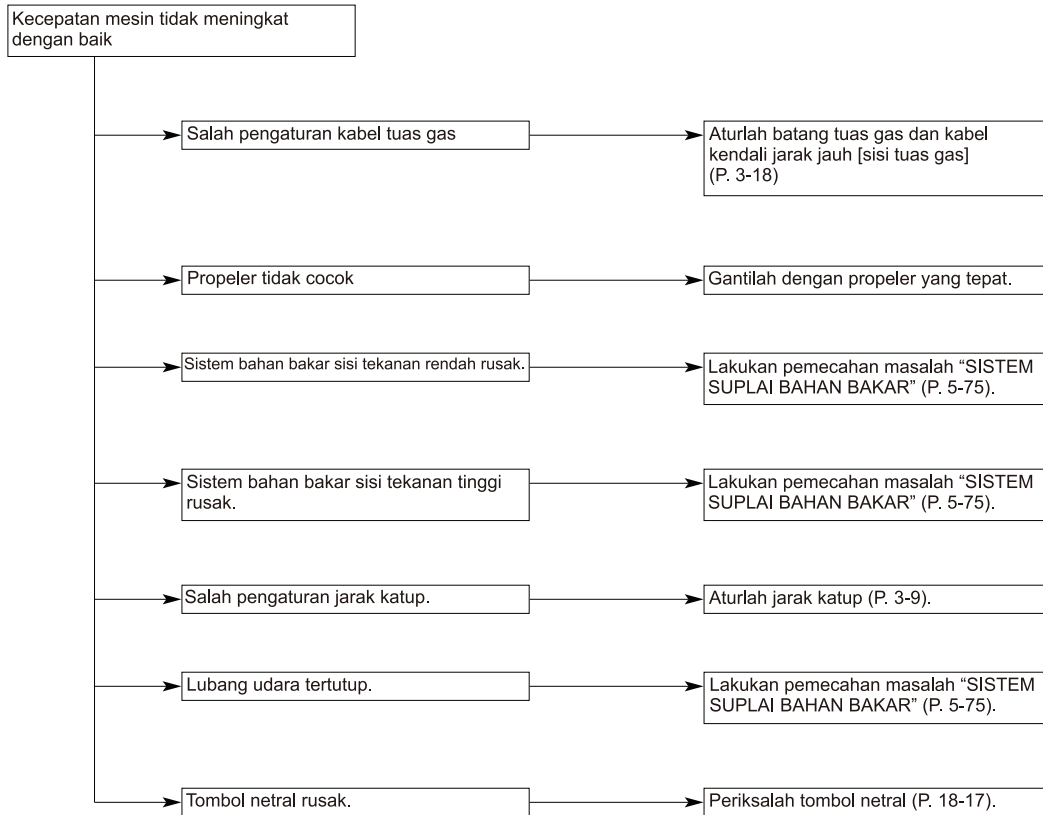 Kecepatan mesin tidak meningkat
dengan baik
Salah pengaturan kabel tuas gas
Aturlah batang tuas gas dan kabel
kendali jarak jauh [sisi tuas gas]
(P. 3-18)
Propeler tidak cocok
Gantilah dengan propeler yang tepat.
Sistem bahan bakar sisi tekanan rendah rusak.
Lakukan pemecahan masalah “SISTEM
SUPLAI BAHAN BAKAR” (P. 5-75).
Sistem bahan bakar sisi tekanan tinggi
rusak.
Lakukan pemecahan masalah “SISTEM
SUPLAI BAHAN BAKAR” (P. 5-75).
Salah pengaturan jarak katup.
Aturlah jarak katup (P. 3-9).
Lubang udara tertutup.
Lakukan pemecahan masalah “SISTEM
SUPLAI BAHAN BAKAR” (P. 5-75).
Tombol netral rusak.
Periksalah tombol netral (P. 18-17).